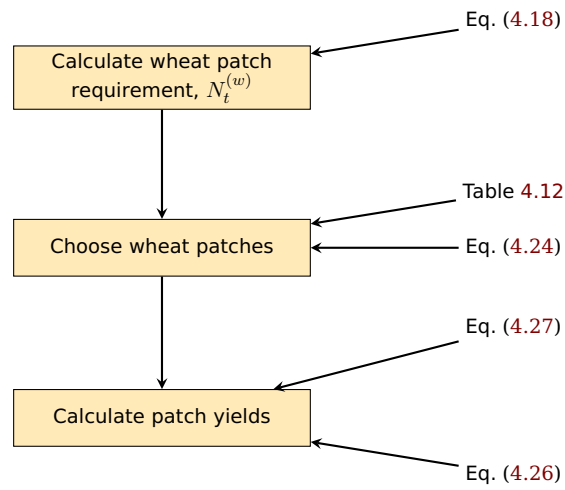 Eq. (4.18)
Calculate wheat patch
requirement, $N_t^{(w)}$
Table 4.12
Choose wheat patches
Eq. (4.24)
Eq. (4.27)
Calculate patch yields
Eq. (4.26)